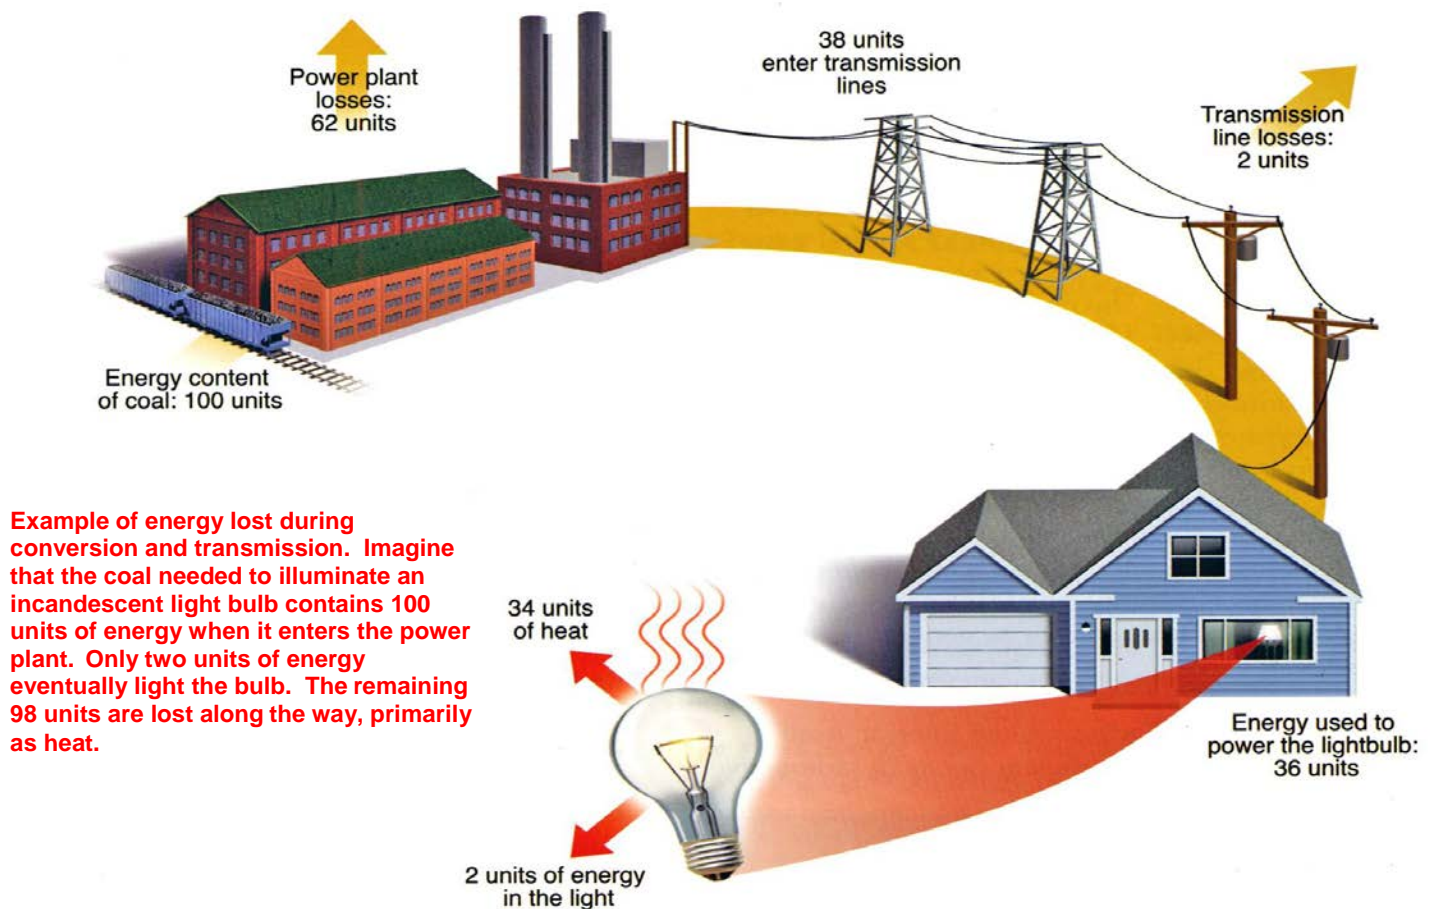 Power plant
losses:
62 units
38 units
enter transmission
lines
Transmission
line losses:
2 units
Energy content
of coal: 100 units
Example of energy lost during
conversion and transmission.  Imagine
that the coal needed to illuminate an
incandescent light bulb contains 100
units of energy when it enters the power
plant.  Only two units of energy
eventually light the bulb.  The remaining
98 units are lost along the way, primarily
as heat.
34 units
of heat
Energy used to
power the lightbulb:
36 units
2 units of energy
in the light